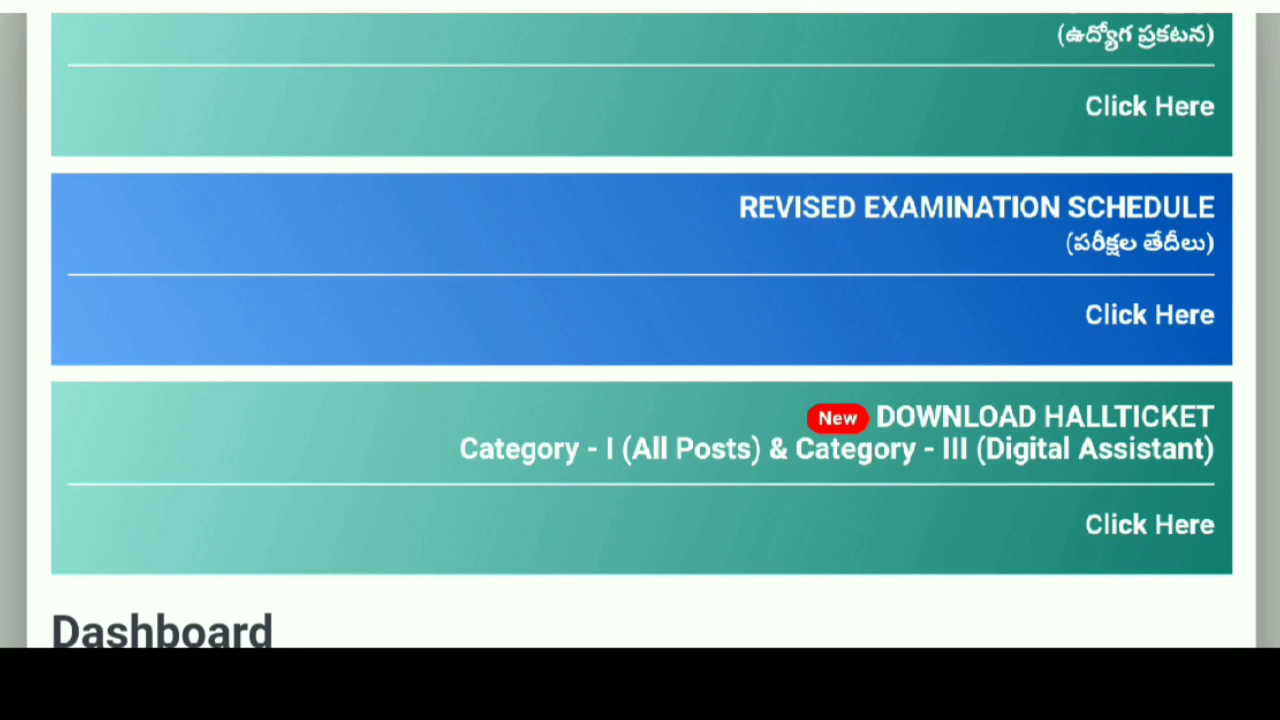 (ఉద్యోగ ప్రకటన)
Click Here
REVISED EXAMINATION SCHEDULE
(పరీక్షల తేదీలు)
Click Here
New DOWNLOAD HALLTICKET
Category - I (All Posts) & Category - III (Digital Assistant)
Click Here
Dashboard